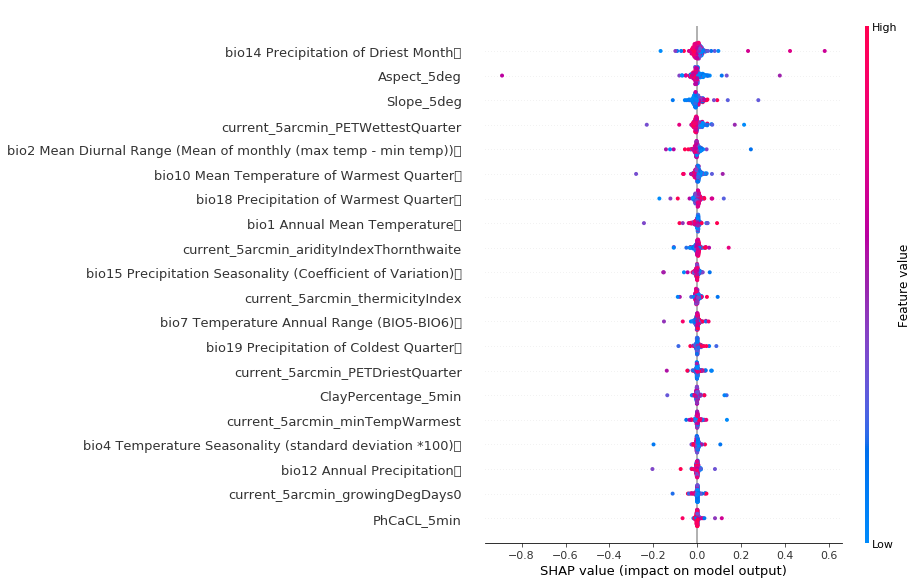 High
bio14 Precipitation of Driest Month▯
Aspect_5deg
Slope_5deg
current_5arcmin_PETWettestQuarter
bio2 Mean Diurnal Range (Mean of monthly (max temp - min temp))▯
bio10 Mean Temperature of Warmest Quarter▯
bio18 Precipitation of Warmest Quarter▯
bio1 Annual Mean Temperature▯
current_5arcmin_aridityIndexThornthwaite
bio15 Precipitation Seasonality (Coefficient of Variation)▯
current_5arcmin_thermicityIndex
bio7 Temperature Annual Range (BIO5-BIO6)▯
bio19 Precipitation of Coldest Quarter▯
current_5arcmin_PETDriestQuarter
ClayPercentage_5min
current_5arcmin_minTempWarmest
bio4 Temperature Seasonality (standard deviation *100)▯
bio12 Annual Precipitation▯
current_5arcmin_growingDegDays0
PhCaCL_5min
Feature value
Low
−0.8 −0.6 −0.4 −0.2 0.0 0.2 0.4 0.6
SHAP value (impact on model output)